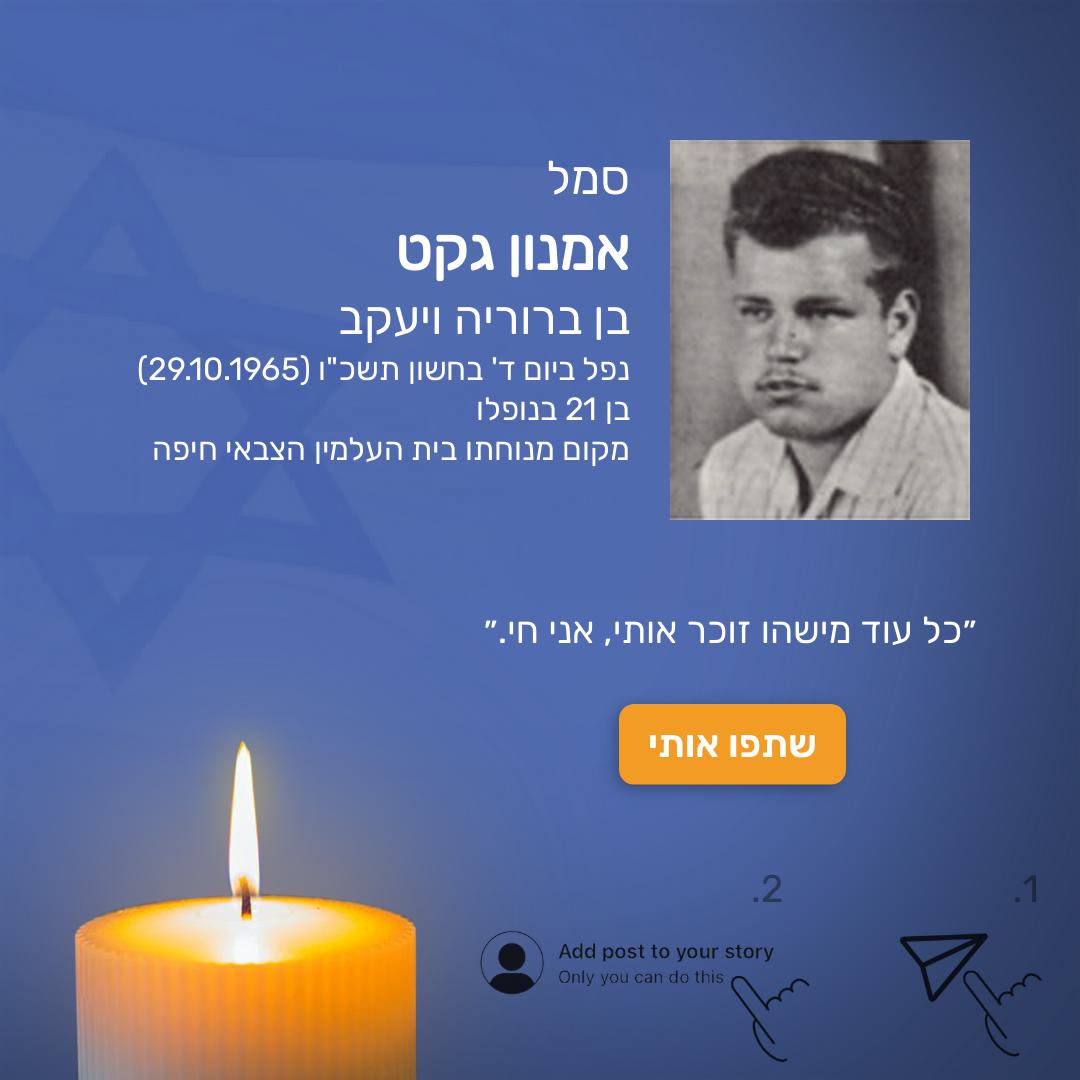 סמל
אמנון גקט
בן ברוריה ויעקב
נפל ביום ד' בחשון תשכ"ו (29.10.1965)
בן 21 בנופלו
מקום מנוחתו בית העלמין הצבאי חיפה
״כל עוד מישהו זוכר אותי, אני חי.״
שתפו אותי
.1
.2
Add post to your story
Only you can do this